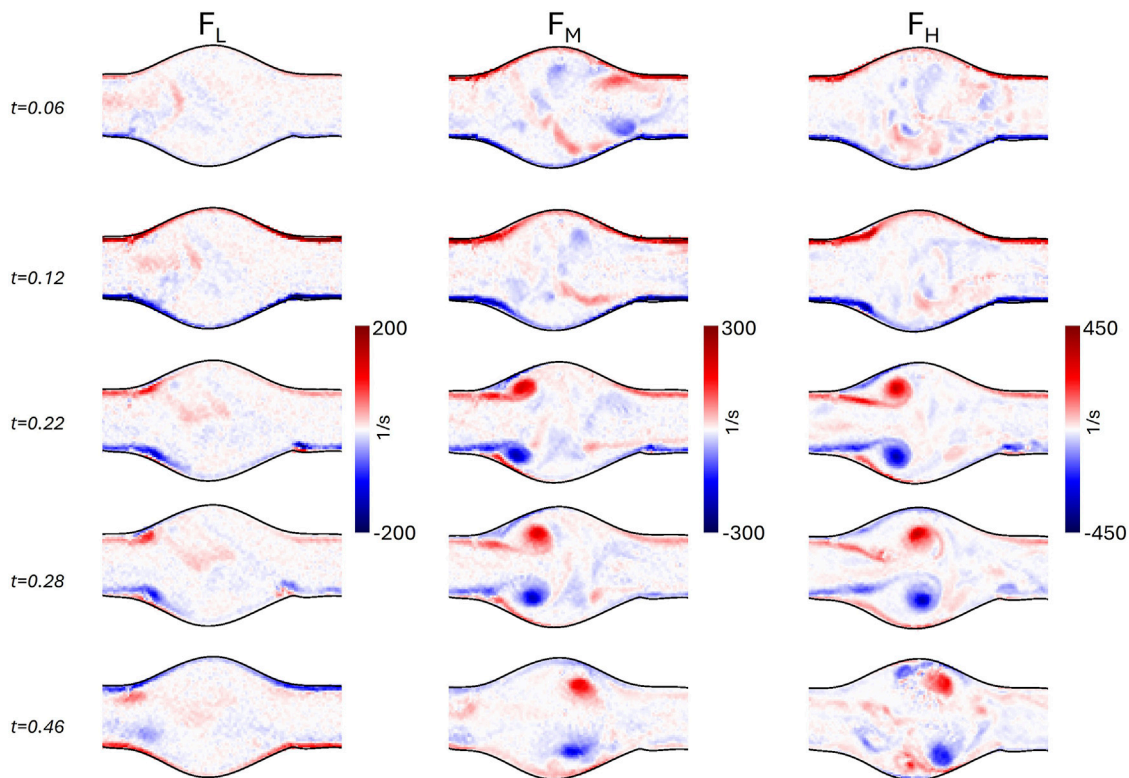 F_L F_M F_H
t=0.06
t=0.12
200 300 450
t=0.22
1/s 1/s 1/s
-200 -300 -450
t=0.28
t=0.46